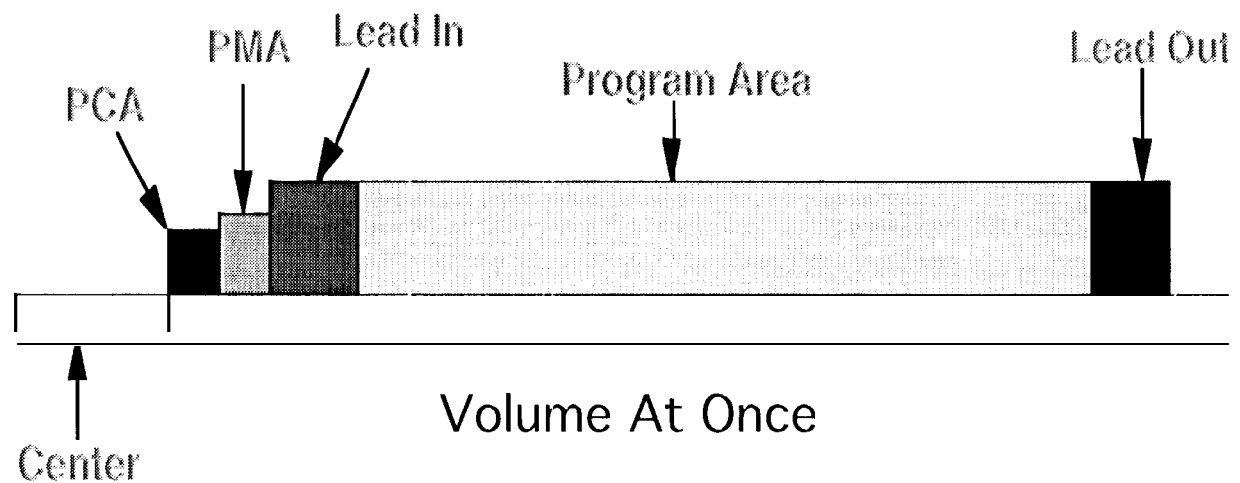 Lead In
PMA
Lead Out
Program Area
PCA
Volume At Once
Center